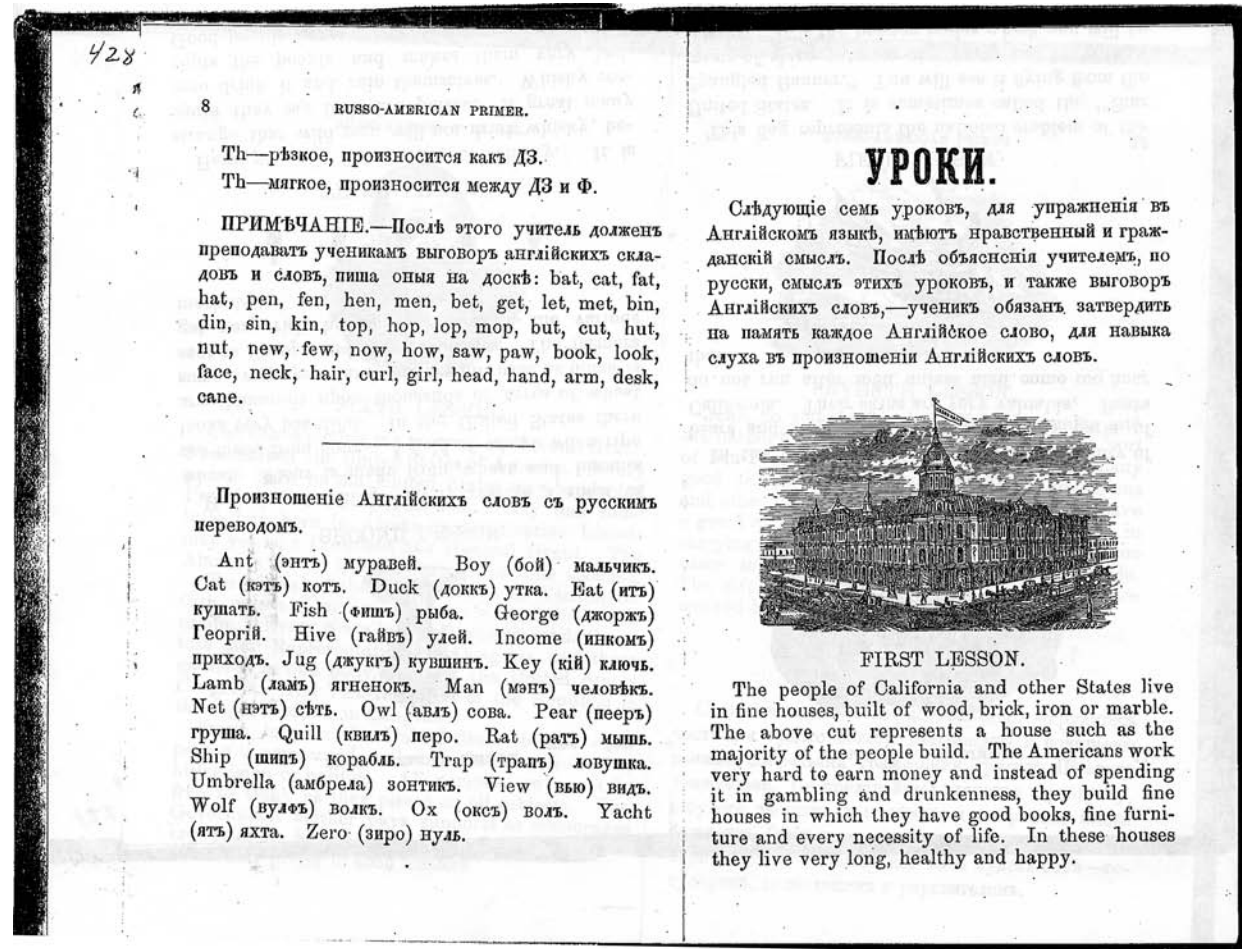 428
8
RUSSO-AMERICAN PRIMER.
Th—рѣзкое, произносится какъ ДЗ.
Th—мягкое, произносится между ДЗ и Ф.
ПРИМѢЧАНІЕ.—Послѣ этого учитель долженъ
преподаватъ ученикамъ выговоръ англійскихъ скла-
довъ и словъ, пиша оныя на доскѣ: bat, cat, fat,
hat, pen, fen, hen, men, bet, get, let, met, bin,
din, sin, kin, top, hop, lop, mop, but, cut, hut,
nut, new, few, now, how, saw, paw, book, look,
face, neck, hair, curl, girl, head, hand, arm, desk,
cane.
Произношеніе Англійскихъ словъ съ русскимъ
переводомъ.
Ant (энтъ) муравей. Boy (бой) мальчикъ.
Cat (кэтъ) котъ. Duck (доккъ) утка. Eat (итъ)
кушать. Fish (фишъ) рыба. George (джоржъ)
Георгій. Hive (гайвъ) улей. Income (инкомъ)
приходъ. Jug (джукгъ) кувшинъ. Key (кій) ключь.
Lamb (ламъ) ягненокъ. Man (мэнъ) человѣкъ.
Net (нэтъ) сѣть. Owl (авлъ) сова. Pear (пееръ)
груша. Quill (квилъ) перо. Rat (ратъ) мышь.
Ship (шипъ) корабль. Trap (трапъ) ловушка.
Umbrella (амбрела) зонтикъ. View (вью) видъ.
Wolf (вулфъ) волкъ. Ox (оксъ) волъ. Yacht
(ятъ) яхта. Zero (зиро) нуль.
УРОКИ.
Слѣдующіе семь уроковъ, для упражненія въ
Англійскомъ языкѣ, имѣютъ нравственный и граж-
данскій смыслъ. Послѣ объясненія учителемъ, по
русски, смыслъ этихъ уроковъ, и также выговоръ
Англійскихъ словъ,—ученикъ обязанъ затвердить
на память каждое Англійское слово, для навыка
слуха въ произношеніи Англійскихъ словъ.
FIRST LESSON.
The people of California and other States live
in fine houses, built of wood, brick, iron or marble.
The above cut represents a house such as the
majority of the people build. The Americans work
very hard to earn money and instead of spending
it in gambling and drunkenness, they build fine
houses in which they have good books, fine furni-
ture and every necessity of life. In these houses
they live very long, healthy and happy.